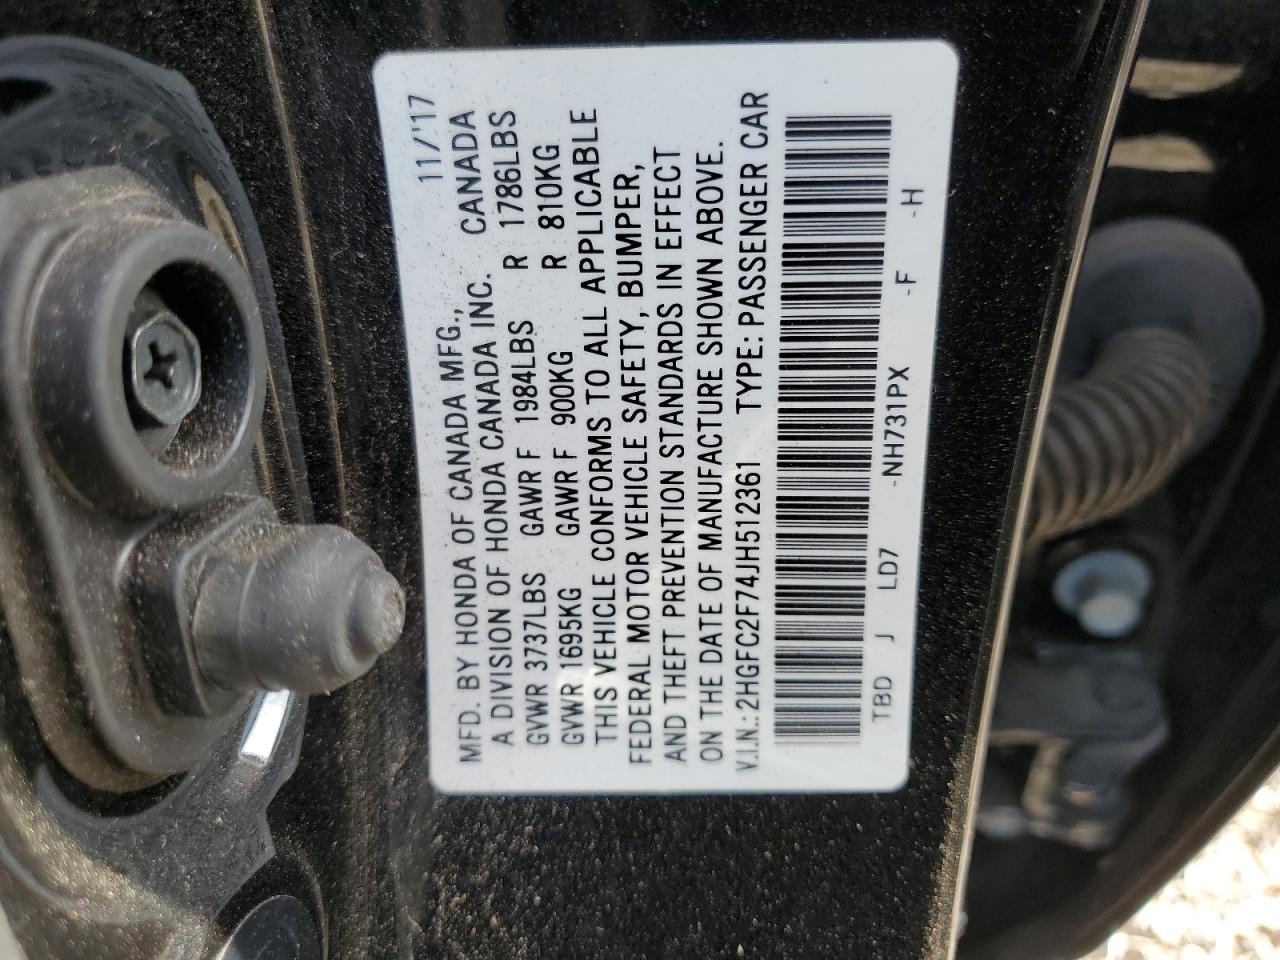 11/'17
MFD. BY HONDA OF CANADA MFG.,
A DIVISION OF HONDA CANADA INC. CANADA
GVWR 3737LBS GAWR F 1984LBS R 1786LBS
GVWR 1695KG GAWR F 900KG R 810KG
THIS VEHICLE CONFORMS TO ALL APPLICABLE
FEDERAL MOTOR VEHICLE SAFETY, BUMPER,
AND THEFT PREVENTION STANDARDS IN EFFECT
ON THE DATE OF MANUFACTURE SHOWN ABOVE.
V.I.N.: 2HGFC2F74JH512361 TYPE: PASSENGER CAR
TBD J LD7 -NH731PX -F -H